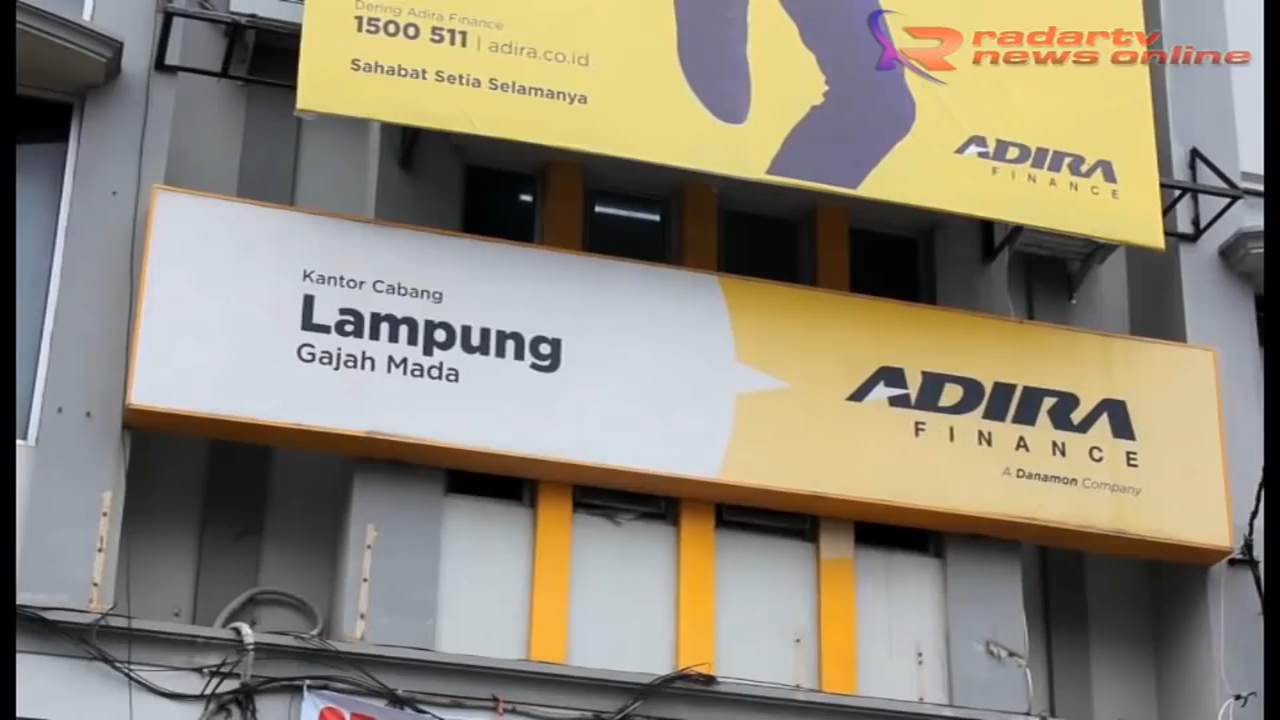 Dering Adira Finance
1500 511 | adira.co.id
Sahabat Setia Selamanya
radartv
news online
ADIRA
FINANCE
Kantor Cabang
Lampung
Gajah Mada
ADIRA
FINANCE
A Danamon Company